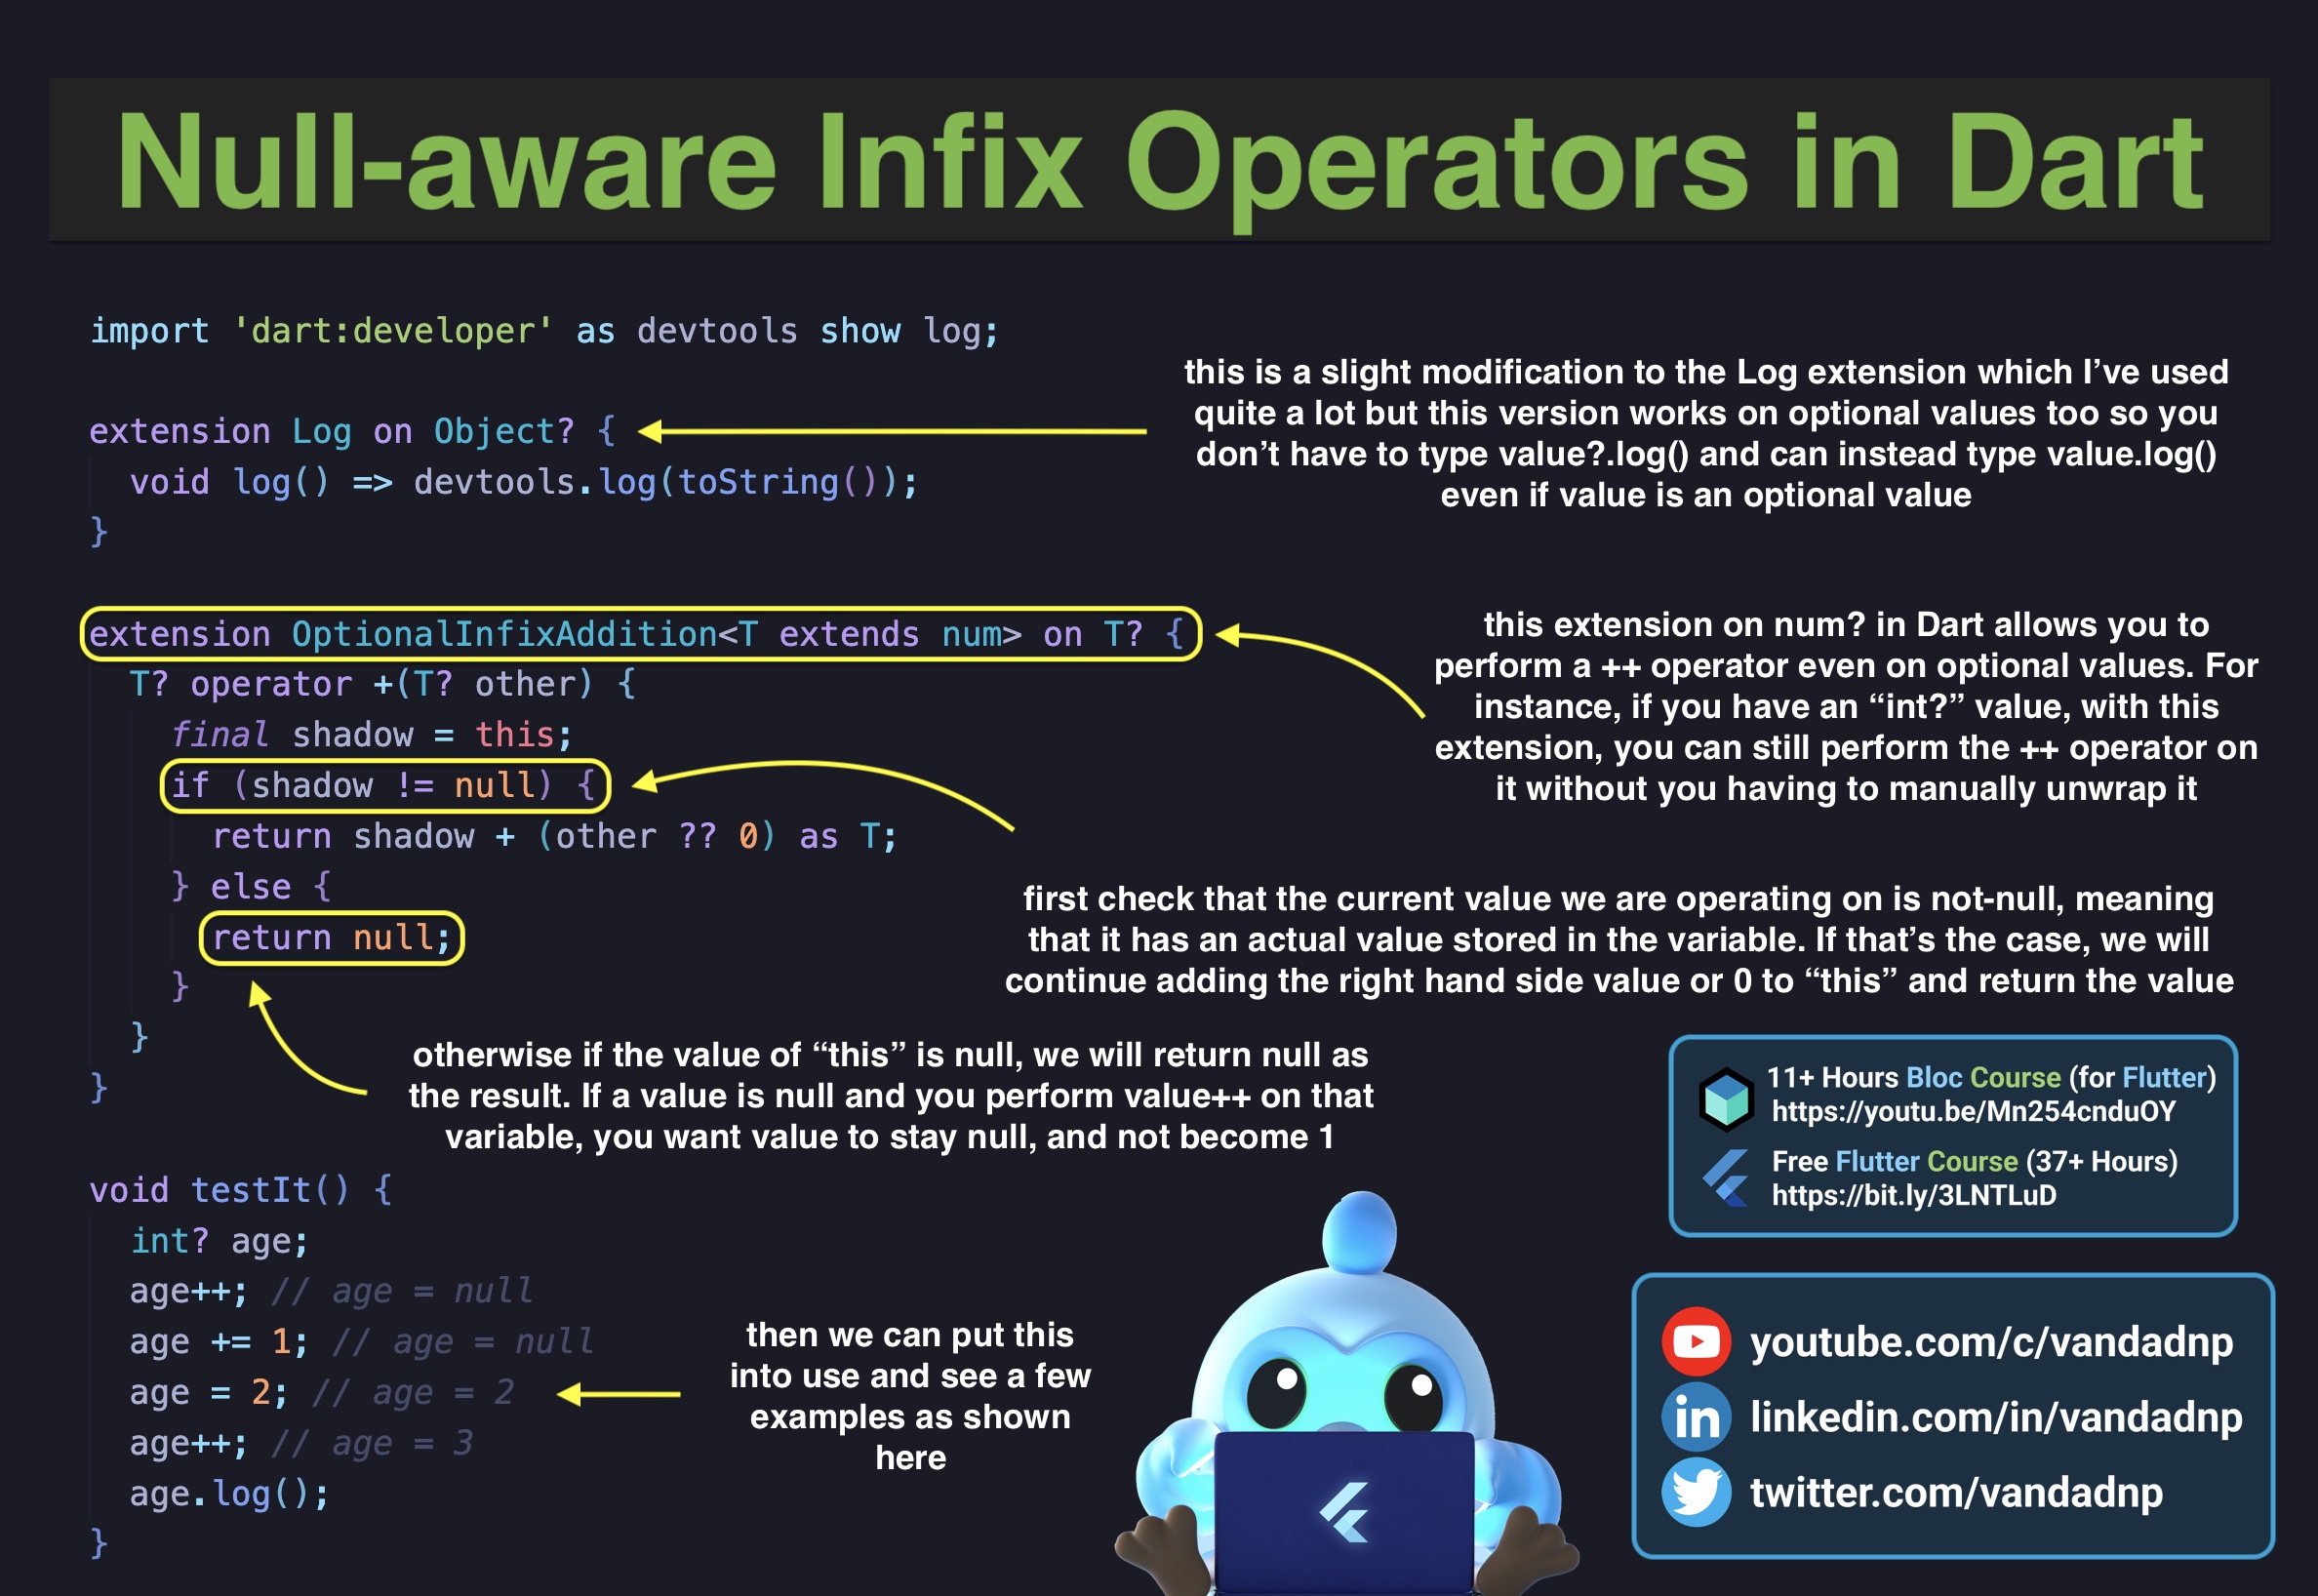 Null-aware Infix Operators in Dart
import 'dart:developer' as devtools show log;
extension Log on Object? {
  void log() => devtools.log(toString());
}
this is a slight modification to the Log extension which I’ve used
quite a lot but this version works on optional values too so you
don’t have to type value?.log() and can instead type value.log()
even if value is an optional value
extension OptionalInfixAddition<T extends num> on T? {
  T? operator +(T? other) {
    final shadow = this;
    if (shadow != null) {
      return shadow + (other ?? 0) as T;
    } else {
      return null;
    }
  }
}
this extension on num? in Dart allows you to
perform a ++ operator even on optional values. For
instance, if you have an “int?” value, with this
extension, you can still perform the ++ operator on
it without you having to manually unwrap it
first check that the current value we are operating on is not-null, meaning
that it has an actual value stored in the variable. If that’s the case, we will
continue adding the right hand side value or 0 to “this” and return the value
otherwise if the value of “this” is null, we will return null as
the result. If a value is null and you perform value++ on that
variable, you want value to stay null, and not become 1
void testIt() {
  int? age;
  age++; // age = null
  age += 1; // age = null
  age = 2; // age = 2
  age++; // age = 3
  age.log();
}
then we can put this
into use and see a few
examples as shown
here
11+ Hours Bloc Course (for Flutter)
https://youtu.be/Mn254cnduOY
Free Flutter Course (37+ Hours)
https://bit.ly/3LNTLuD
youtube.com/c/vandadnp
linkedin.com/in/vandadnp
twitter.com/vandadnp